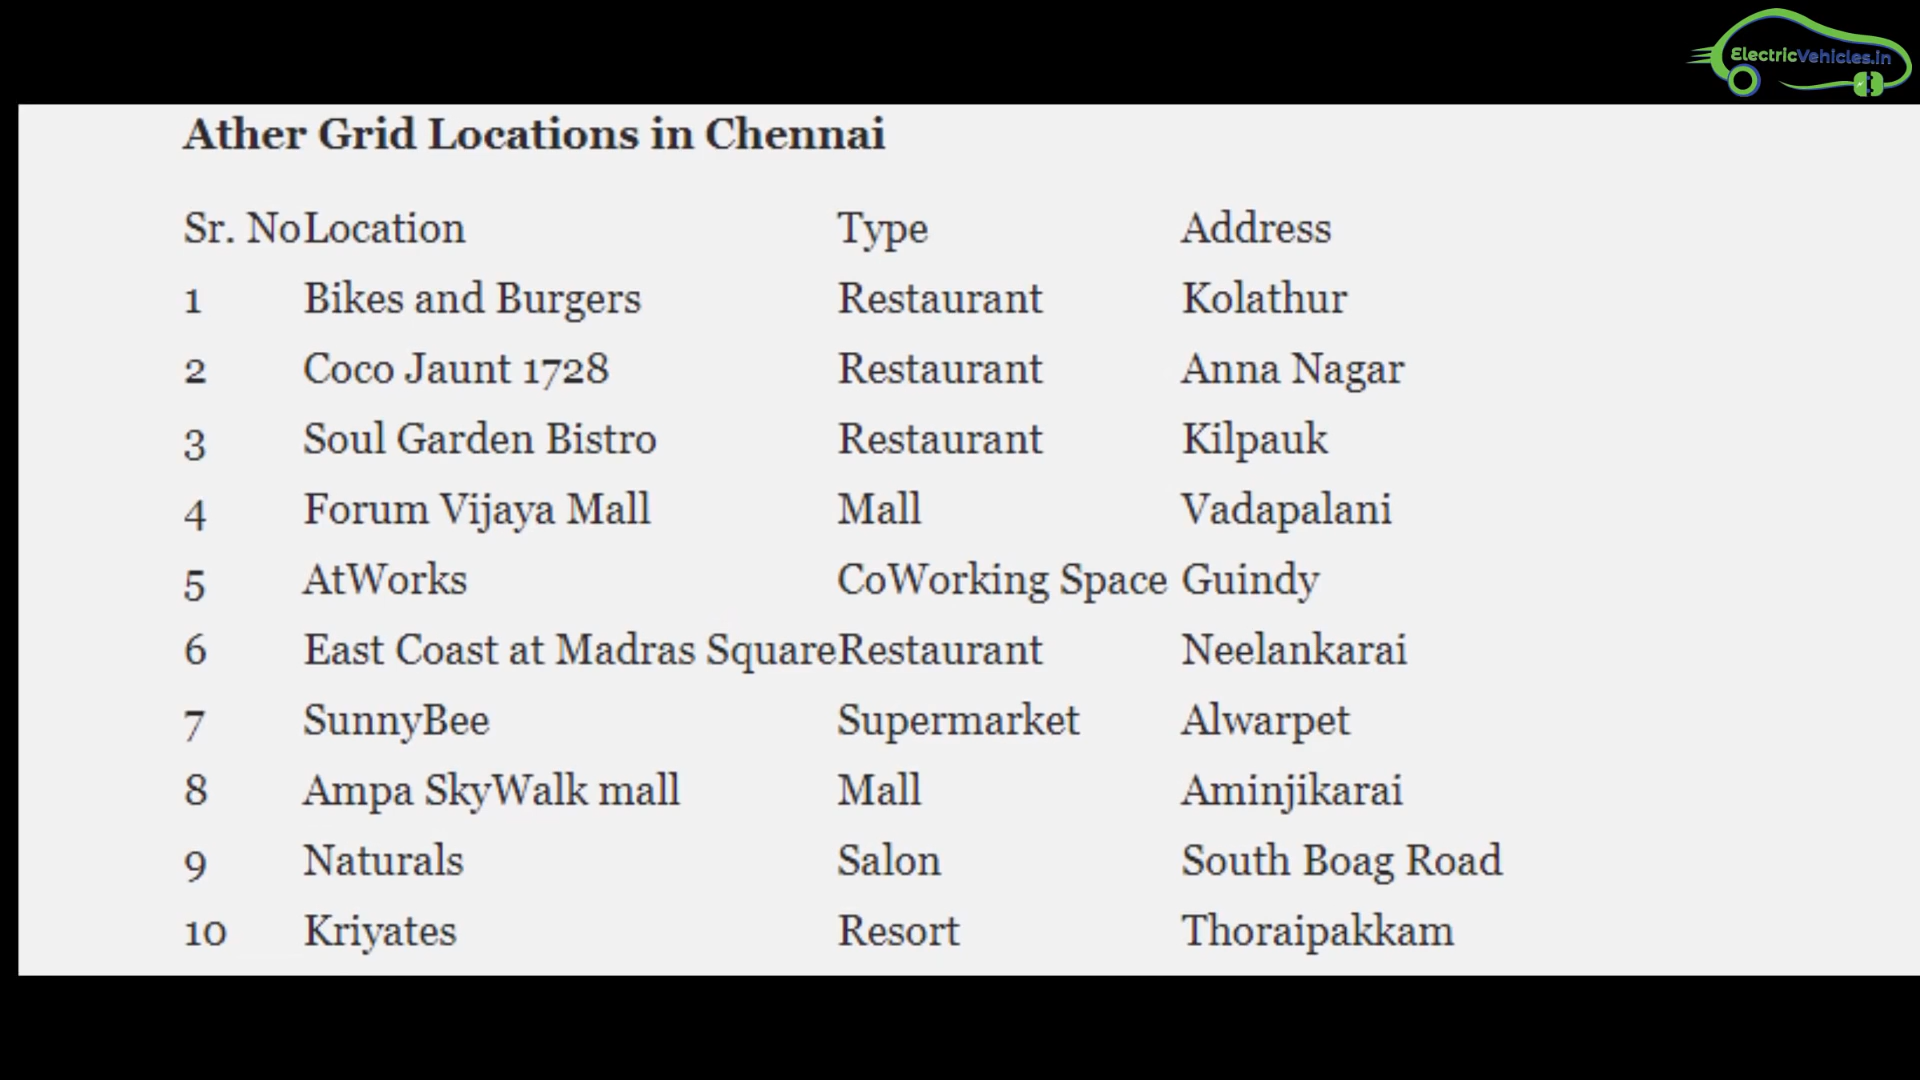 ElectricVehicles.in
Ather Grid Locations in Chennai
Sr. No Location Type Address
1 Bikes and Burgers Restaurant Kolathur
2 Coco Jaunt 1728 Restaurant Anna Nagar
3 Soul Garden Bistro Restaurant Kilpauk
4 Forum Vijaya Mall Mall Vadapalani
5 AtWorks CoWorking Space Guindy
6 East Coast at Madras Square Restaurant Neelankarai
7 SunnyBee Supermarket Alwarpet
8 Ampa SkyWalk mall Mall Aminjikarai
9 Naturals Salon South Boag Road
10 Kriyates Resort Thoraipakkam